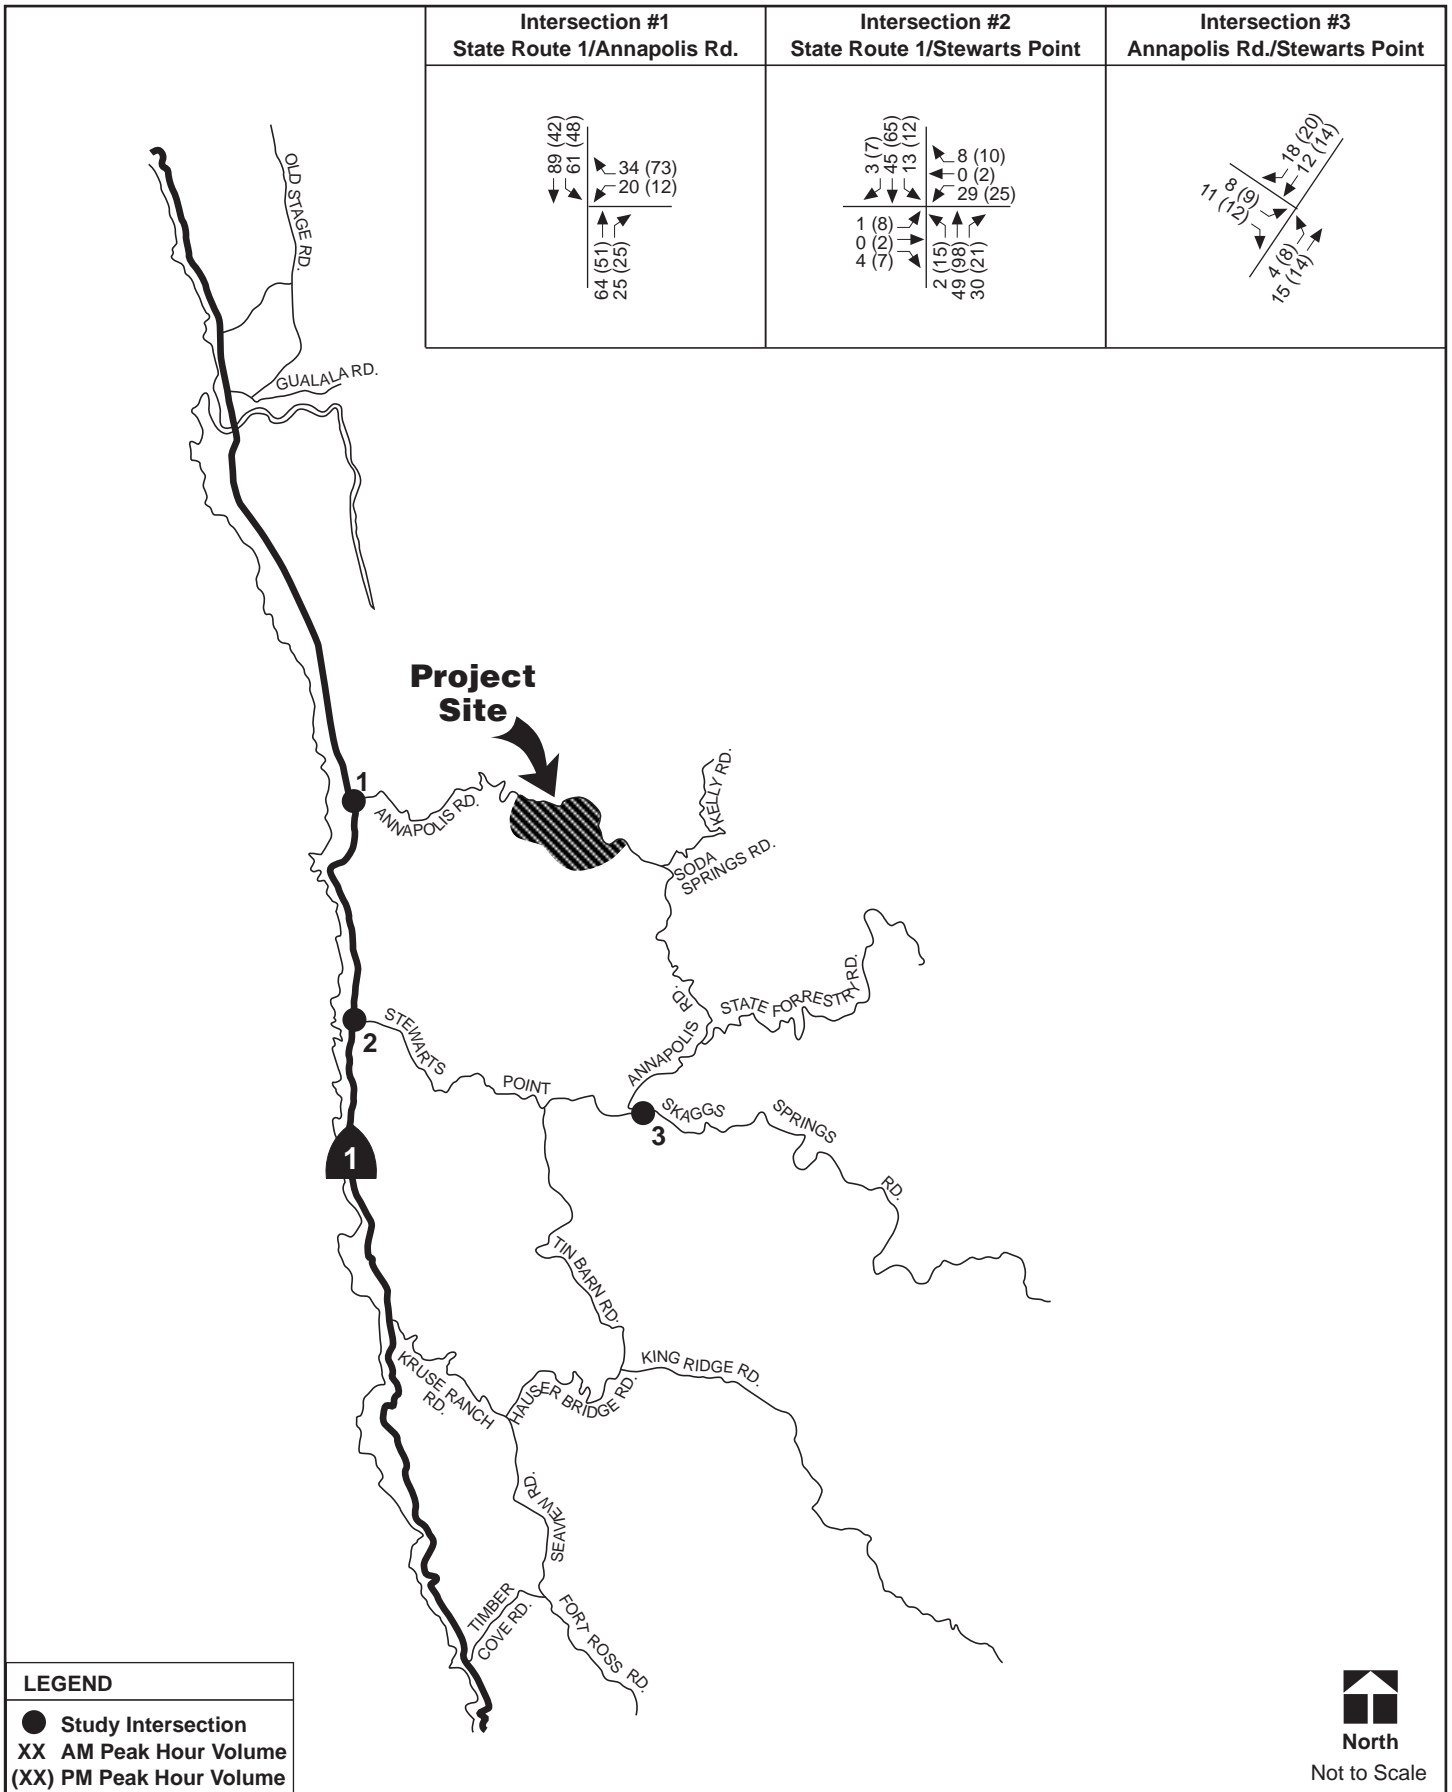 Intersection #1
State Route 1/Annapolis Rd.
Intersection #2
State Route 1/Stewarts Point
Intersection #3
Annapolis Rd./Stewarts Point
89 (42)
61 (48)
34 (73)
20 (12)
64 (51)
25 (25)
3 (7)
45 (65)
13 (12)
8 (10)
0 (2)
29 (25)
1 (8)
0 (2)
4 (7)
2 (15)
49 (98)
30 (21)
18 (20)
12 (14)
8 (9)
11 (12)
4 (8)
15 (14)
OLD STAGE RD.
GUALALA RD.
Project
Site
1
ANNAPOLIS RD.
KELLY RD.
SODA
SPRINGS RD.
2
STEWARTS
POINT
ANNAPOLIS RD.
STATE FORRESTRY RD.
3
SKAGGS
SPRINGS
RD.
1
TIN BARN RD.
KRUSE RANCH
RD.
HAUSER BRIDGE RD.
KING RIDGE RD.
SEAVIEW RD.
TIMBER
COVE RD.
FORT ROSS RD.
LEGEND
Study Intersection
XX AM Peak Hour Volume
(XX) PM Peak Hour Volume
North
Not to Scale